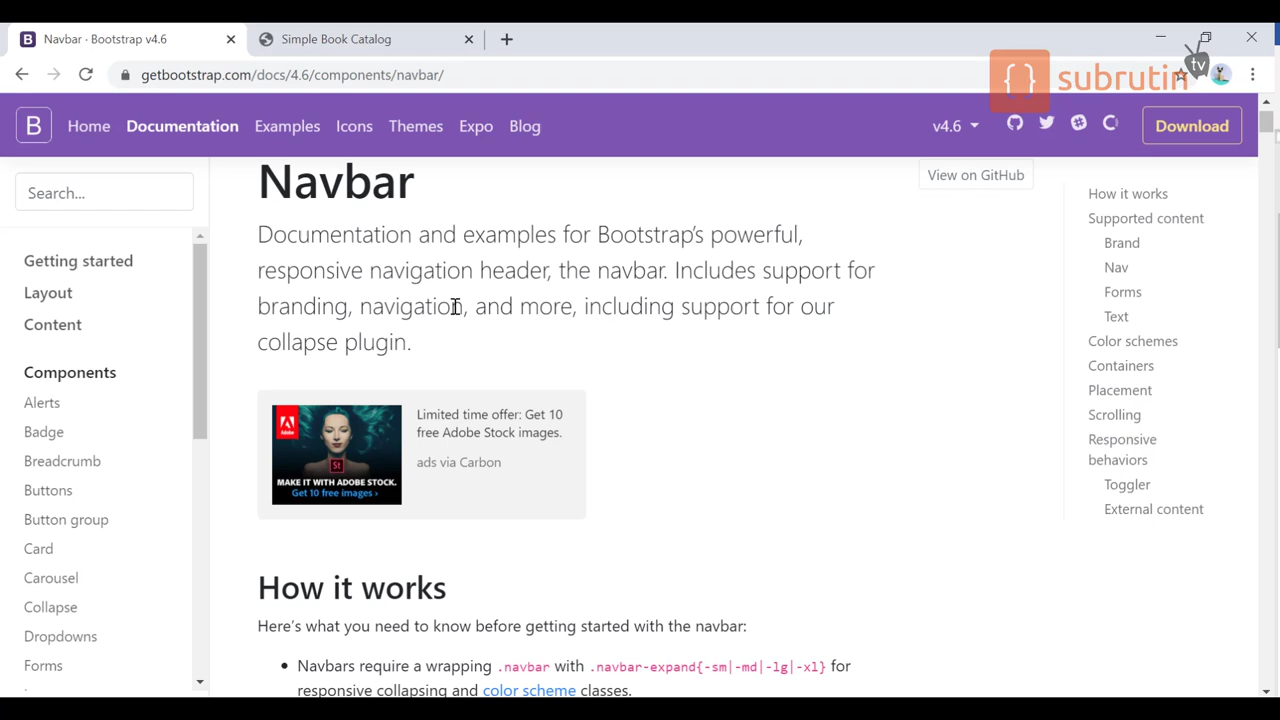 Navbar · Bootstrap v4.6
Simple Book Catalog
getbootstrap.com/docs/4.6/components/navbar/
{ } subrutin tv
B Home Documentation Examples Icons Themes Expo Blog v4.6 Download
Search...
Getting started
Layout
Content
Components
Alerts
Badge
Breadcrumb
Buttons
Button group
Card
Carousel
Collapse
Dropdowns
Forms
Navbar
View on GitHub
Documentation and examples for Bootstrap's powerful,
responsive navigation header, the navbar. Includes support for
branding, navigation, and more, including support for our
collapse plugin.
St
MAKE IT WITH ADOBE STOCK.
Get 10 free images ›
Limited time offer: Get 10
free Adobe Stock images.
ads via Carbon
How it works
Here's what you need to know before getting started with the navbar:
• Navbars require a wrapping .navbar with .navbar-expand{-sm|-md|-lg|-xl} for
responsive collapsing and color scheme classes.
How it works
Supported content
Brand
Nav
Forms
Text
Color schemes
Containers
Placement
Scrolling
Responsive
behaviors
Toggler
External content